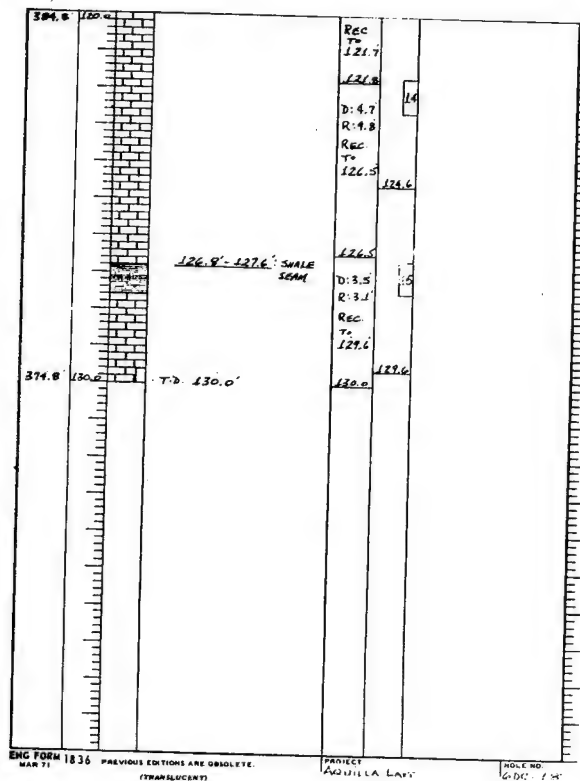 384.8' 120.0
REC
TO
121.7
121.8
14
D: 4.7'
R: 4.8
REC.
TO
126.5'
124.6
126.5
126.8' - 127.6' : SHALE
SEAM
D: 3.5'
R: 3.1'
REC.
TO
129.6'
129.6
374.8' 130.0 T.D. 130.0' 130.0
ENG FORM 1836 PREVIOUS EDITIONS ARE OBSOLETE.
MAR 71
(TRANSLUCENT)
PROJECT
AQUILLA
HOLE NO.
6DC-